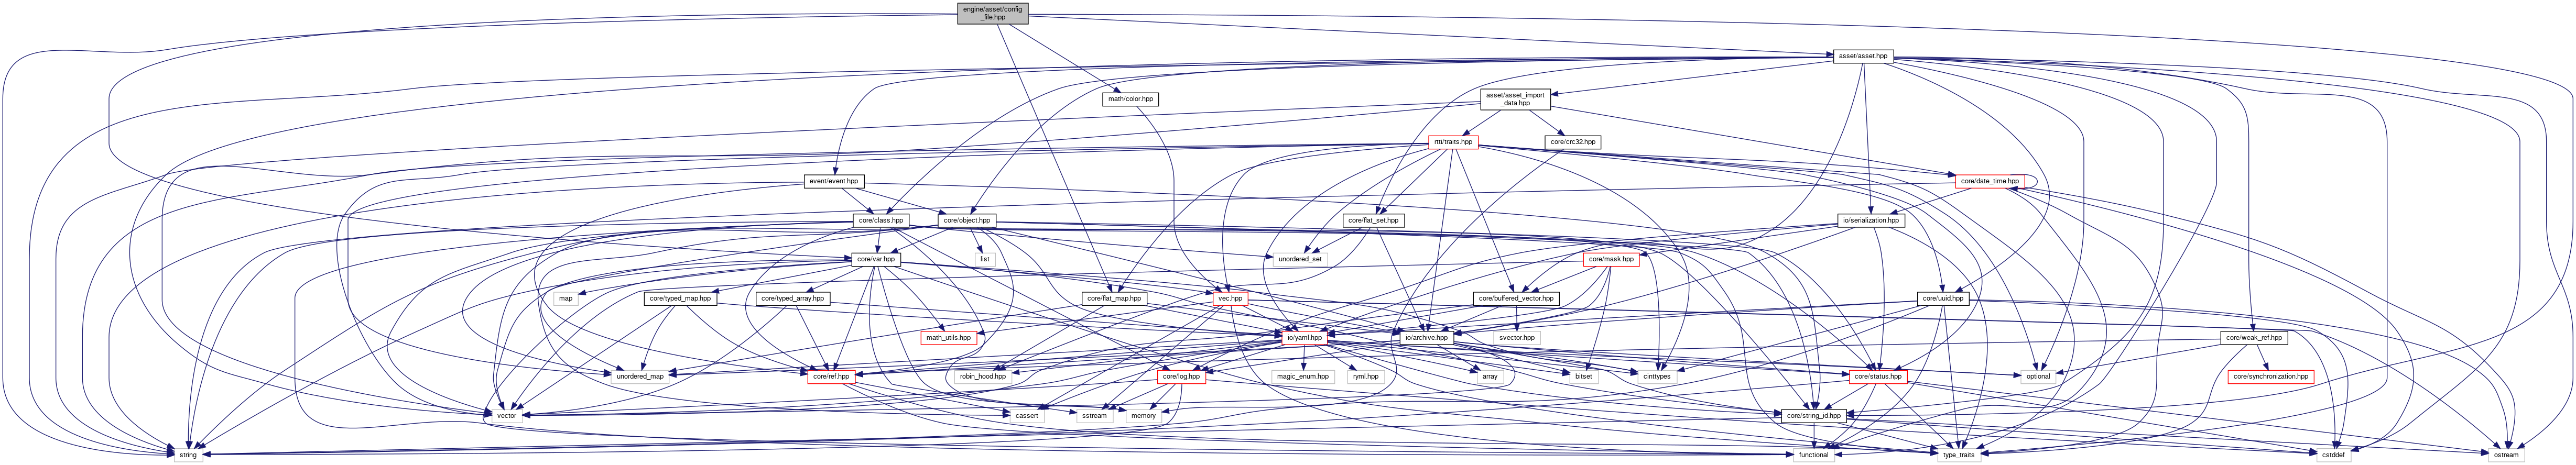 engine/asset/config
_file.hpp
asset/asset.hpp
math/color.hpp
asset/asset_import
_data.hpp
rtti/traits.hpp
core/crc32.hpp
event/event.hpp
core/date_time.hpp
core/class.hpp
core/object.hpp
core/flat_set.hpp
io/serialization.hpp
core/var.hpp
list
unordered_set
core/mask.hpp
map
core/typed_map.hpp
core/typed_array.hpp
core/flat_map.hpp
vec.hpp
core/buffered_vector.hpp
core/uuid.hpp
math_utils.hpp
io/yaml.hpp
io/archive.hpp
svector.hpp
core/weak_ref.hpp
unordered_map
core/ref.hpp
robin_hood.hpp
core/log.hpp
magic_enum.hpp
ryml.hpp
array
bitset
cinttypes
core/status.hpp
optional
core/synchronization.hpp
vector
cassert
sstream
memory
core/string_id.hpp
string
functional
type_traits
cstddef
ostream